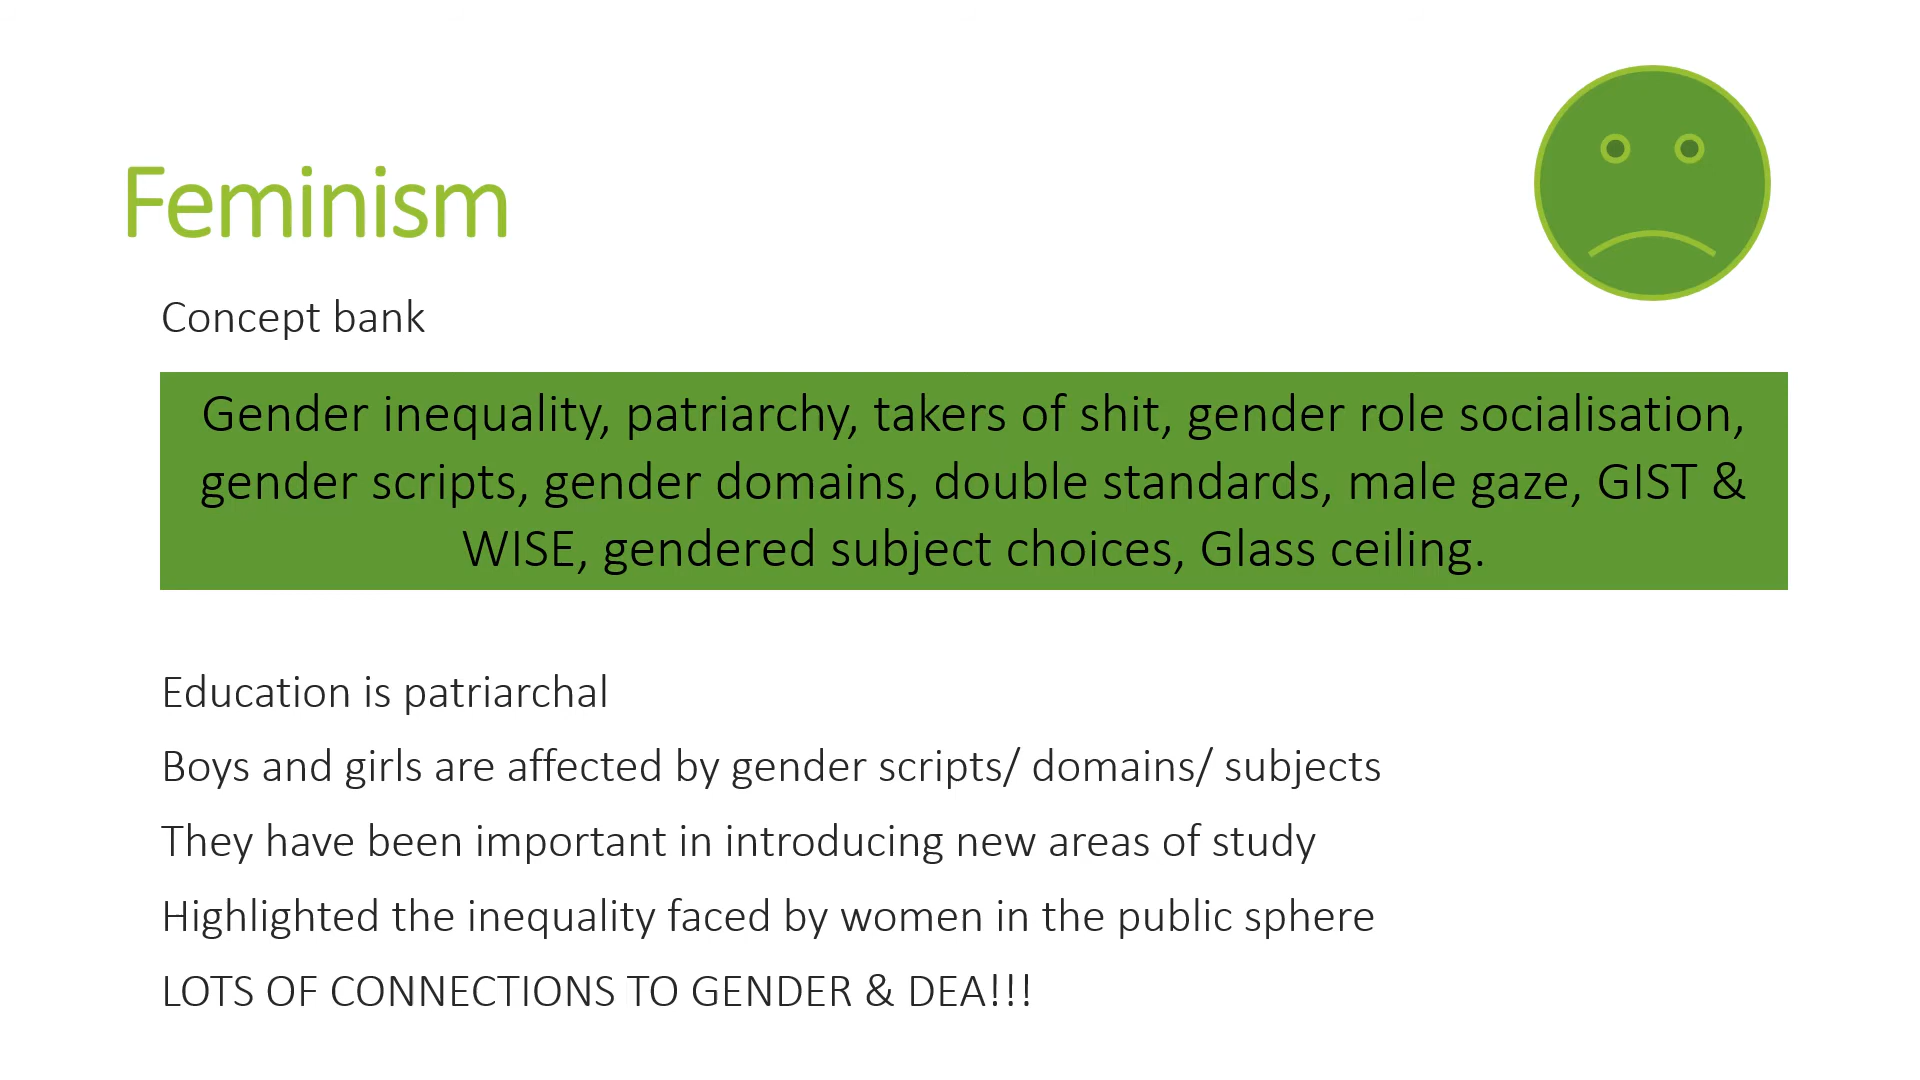 Feminism
Concept bank
Gender inequality, patriarchy, takers of shit, gender role socialisation,
gender scripts, gender domains, double standards, male gaze, GIST &
WISE, gendered subject choices, Glass ceiling.
Education is patriarchal
Boys and girls are affected by gender scripts/ domains/ subjects
They have been important in introducing new areas of study
Highlighted the inequality faced by women in the public sphere
LOTS OF CONNECTIONS TO GENDER & DEA!!!